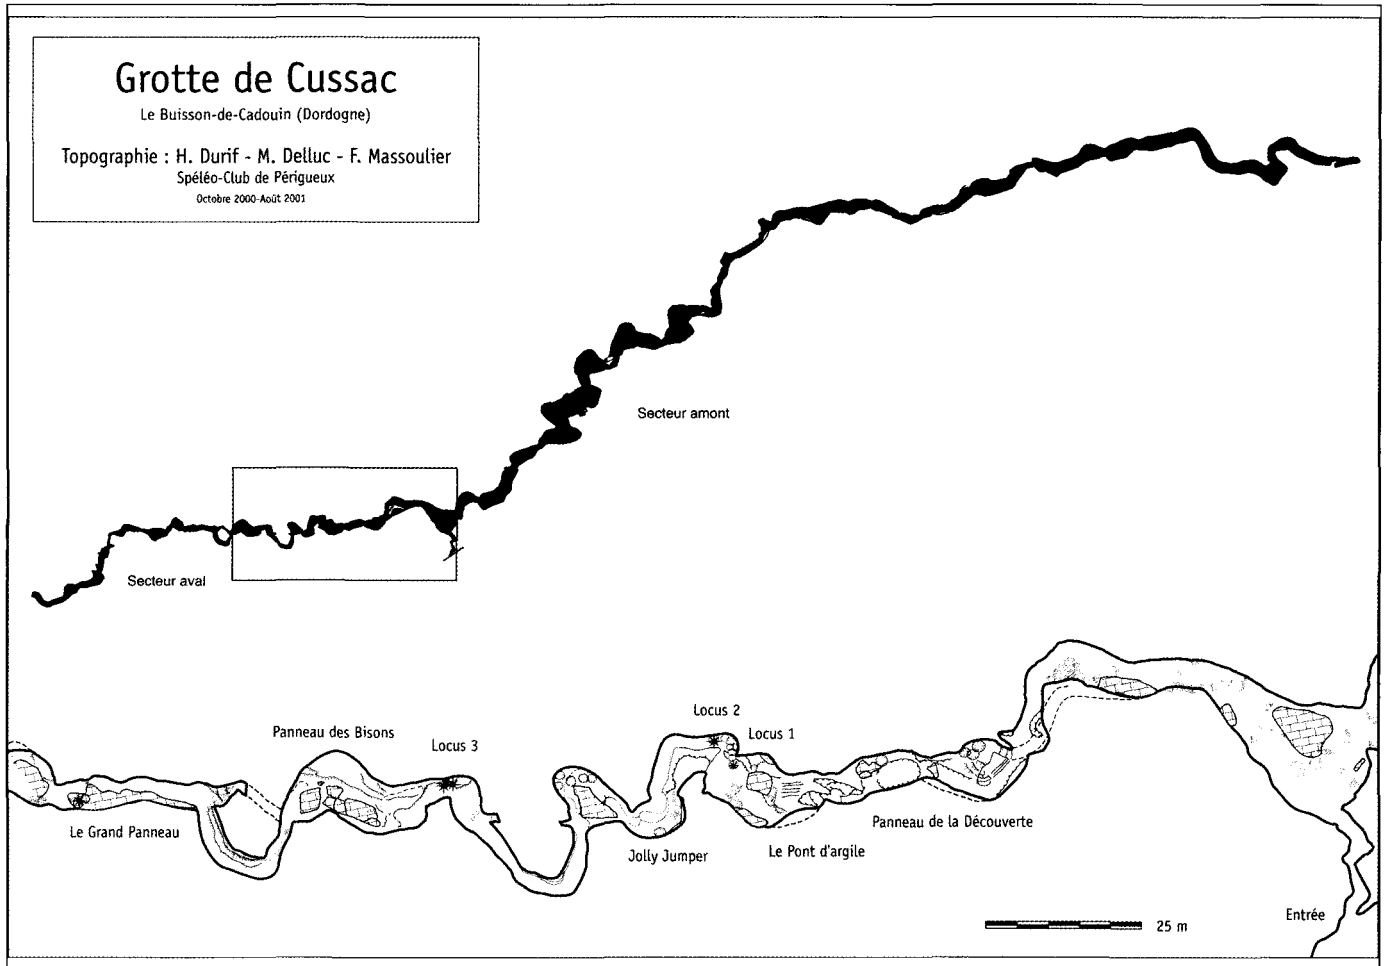 Grotte de Cussac
Le Buisson-de-Cadouin (Dordogne)
Topographie : H. Durif - M. Delluc - F. Massoulier
Spéléo-Club de Périgueux
Octobre 2000-Août 2001
Secteur amont
Secteur aval
Locus 2
Locus 1
Panneau des Bisons
Locus 3
Le Grand Panneau
Jolly Jumper
Le Pont d'argile
Panneau de la Découverte
Entrée
25 m